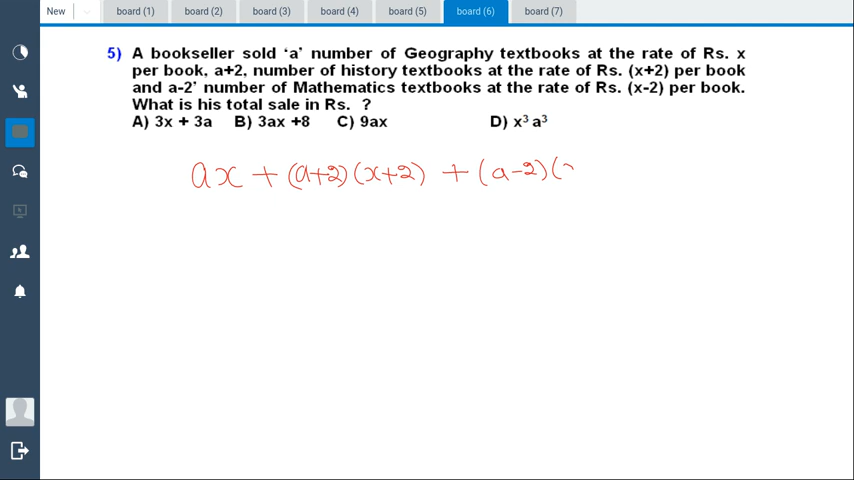 New board (1) board (2) board (3) board (4) board (5) board (6) board (7)
5) A bookseller sold ‘a’ number of Geography textbooks at the rate of Rs. x
per book, a+2, number of history textbooks at the rate of Rs. (x+2) per book
and a-2’ number of Mathematics textbooks at the rate of Rs. (x-2) per book.
What is his total sale in Rs. ?
A) 3x + 3a B) 3ax +8 C) 9ax D) x³ a³
ax + (a+2)(x+2) + (a-2)(